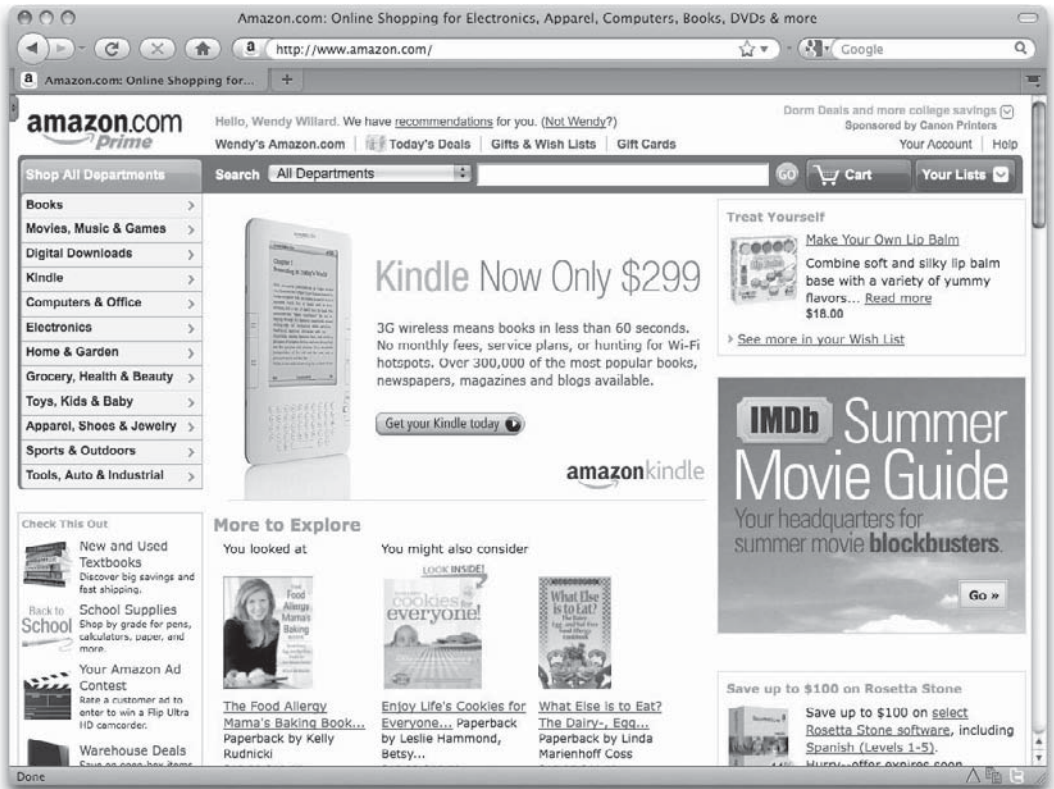 Amazon.com: Online Shopping for Electronics, Apparel, Computers, Books, DVDs & more
http://www.amazon.com/
Google
Amazon.com: Online Shopping for...
amazon.com
Prime
Hello, Wendy Willard. We have recommendations for you. (Not Wendy?)
Wendy's Amazon.com
Today's Deals
Gifts & Wish Lists
Gift Cards
Dorm Deals and more college savings
Sponsored by Canon Printers
Your Account
Help
Shop All Departments
Search
All Departments
GO
Cart
Your Lists
Books
Movies, Music & Games
Digital Downloads
Kindle
Computers & Office
Electronics
Home & Garden
Grocery, Health & Beauty
Toys, Kids & Baby
Apparel, Shoes & Jewelry
Sports & Outdoors
Tools, Auto & Industrial
Kindle Now Only $299
3G wireless means books in less than 60 seconds.
No monthly fees, service plans, or hunting for Wi-Fi
hotspots. Over 300,000 of the most popular books,
newspapers, magazines and blogs available.
Get your Kindle today
amazonkindle
Treat Yourself
Make Your Own Lip Balm
Combine soft and silky lip balm
base with a variety of yummy
flavors... Read more
$18.00
See more in your Wish List
IMDb Summer
Movie Guide
Your headquarters for
summer movie blockbusters.
Go »
Check This Out
New and Used
Textbooks
Discover big savings and
fast shipping.
Back to
School
School Supplies
Shop by grade for pens,
calculators, paper, and
more.
Your Amazon Ad
Contest
Rate a customer ad to
enter to win a Flip Ultra
HD camcorder.
Warehouse Deals
Save on open-box items
More to Explore
You looked at
You might also consider
Food
Allergy
Mama's
Baking
LOOK INSIDE!
cookies for
everyone!
What Else
is to Eat?
The Food Allergy
Mama's Baking Book...
Paperback by Kelly
Rudnicki
Enjoy Life's Cookies for
Everyone... Paperback
by Leslie Hammond,
Betsy...
What Else is to Eat?
The Dairy-, Egg...
Paperback by Linda
Marienhoff Coss
Save up to $100 on Rosetta Stone
Save up to $100 on select
Rosetta Stone software, including
Spanish (Levels 1-5).
Hurry--offer expires soon
Done